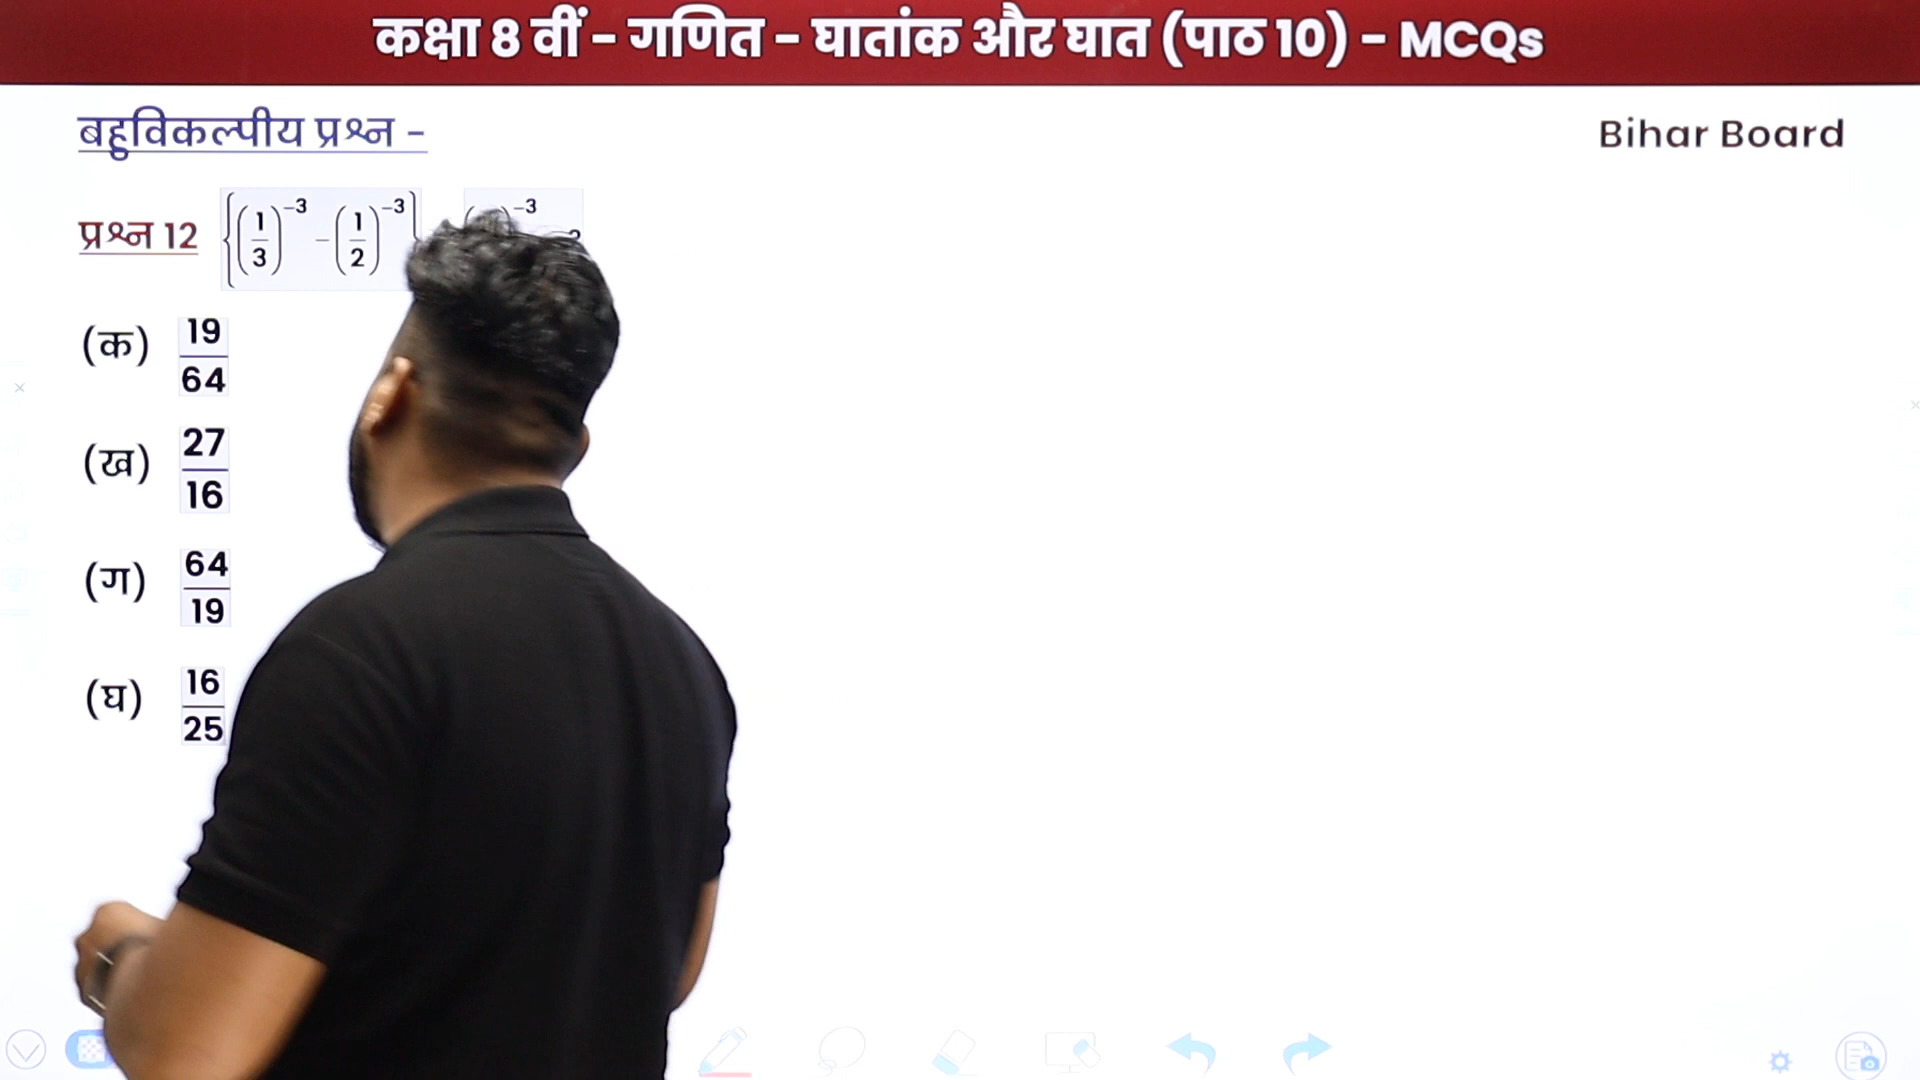 कक्षा 8 वीं - गणित - घातांक और घात (पाठ 10) - MCQs
बहुविकल्पीय प्रश्न -
Bihar Board
प्रश्न 12 {(1/3)^-3 - (1/2)^-3 -3
(क) 19/64
(ख) 27/16
(ग) 64/19
(घ) 16/25